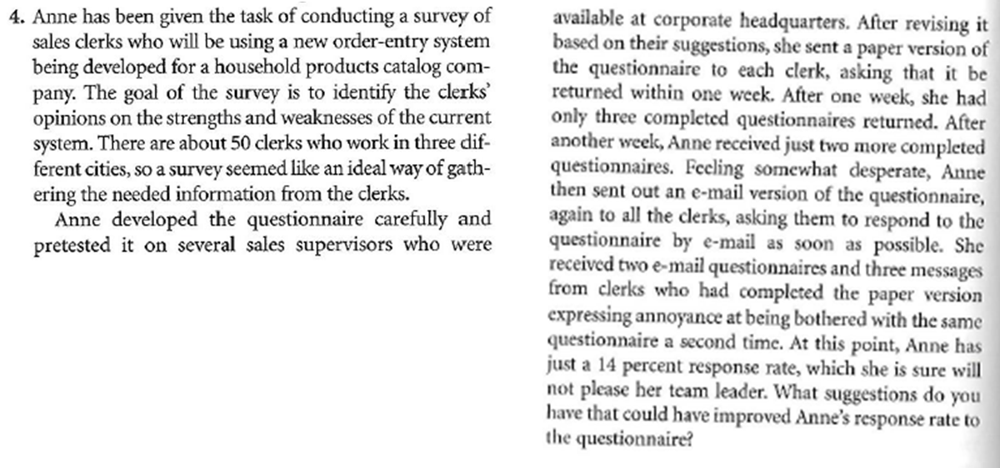 4. Anne has been given the task of conducting a survey of
sales clerks who will be using a new order-entry system
being developed for a household products catalog com-
pany. The goal of the survey is to identify the clerks'
opinions on the strengths and weaknesses of the current
system. There are about 50 clerks who work in three dif-
ferent cities, so a survey seemed like an ideal way of gath-
ering the needed information from the clerks.
Anne developed the questionnaire carefully and
pretested it on several sales supervisors who were
available at corporate headquarters. After revising it
based on their suggestions, she sent a paper version of
the questionnaire to each clerk, asking that it be
returned within one week. After one week, she had
only three completed questionnaires returned. After
another week, Anne received just two more completed
questionnaires. Feeling somewhat desperate, Anne
then sent out an e-mail version of the questionnaire,
again to all the clerks, asking them to respond to the
questionnaire by e-mail as soon as possible. She
received two e-mail questionnaires and three messages
from clerks who had completed the paper version
expressing annoyance at being bothered with the same
questionnaire a second time. At this point, Anne has
just a 14 percent response rate, which she is sure will
not please her team leader. What suggestions do you
have that could have improved Anne's response rate to
the questionnaire?